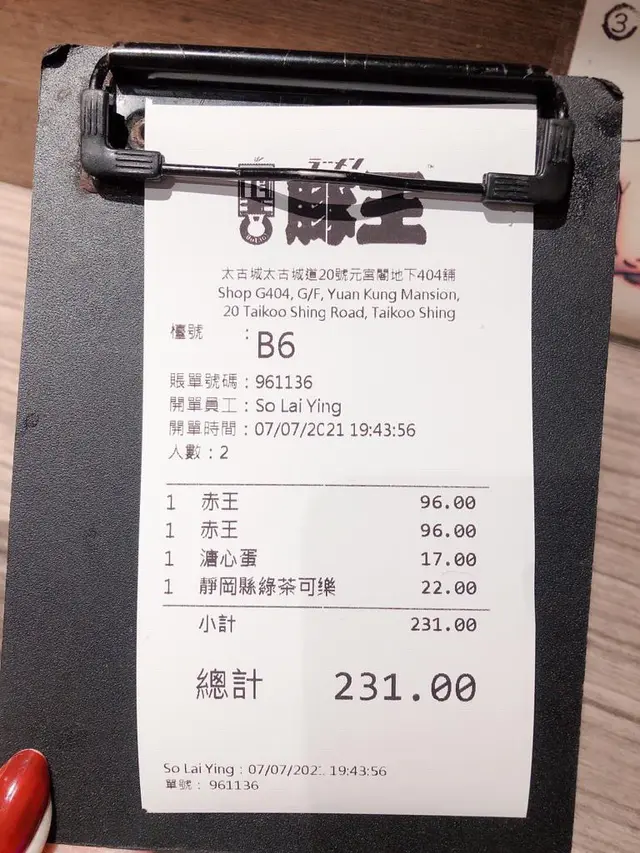 ③
ラーメン
太古城太古城道20號元宮閣地下404舖
Shop G404, G/F, Yuan Kung Mansion,
20 Taikoo Shing Road, Taikoo Shing
檯號 : B6
賬單號碼 : 961136
開單員工 : So Lai Ying
開單時間 : 07/07/2021 19:43:56
人數 : 2
1 赤王 96.00
1 赤王 96.00
1 溏心蛋 17.00
1 靜岡縣綠茶可樂 22.00
小計 231.00
總計 231.00
So Lai Ying : 07/07/2021 19:43:56
單號 : 961136